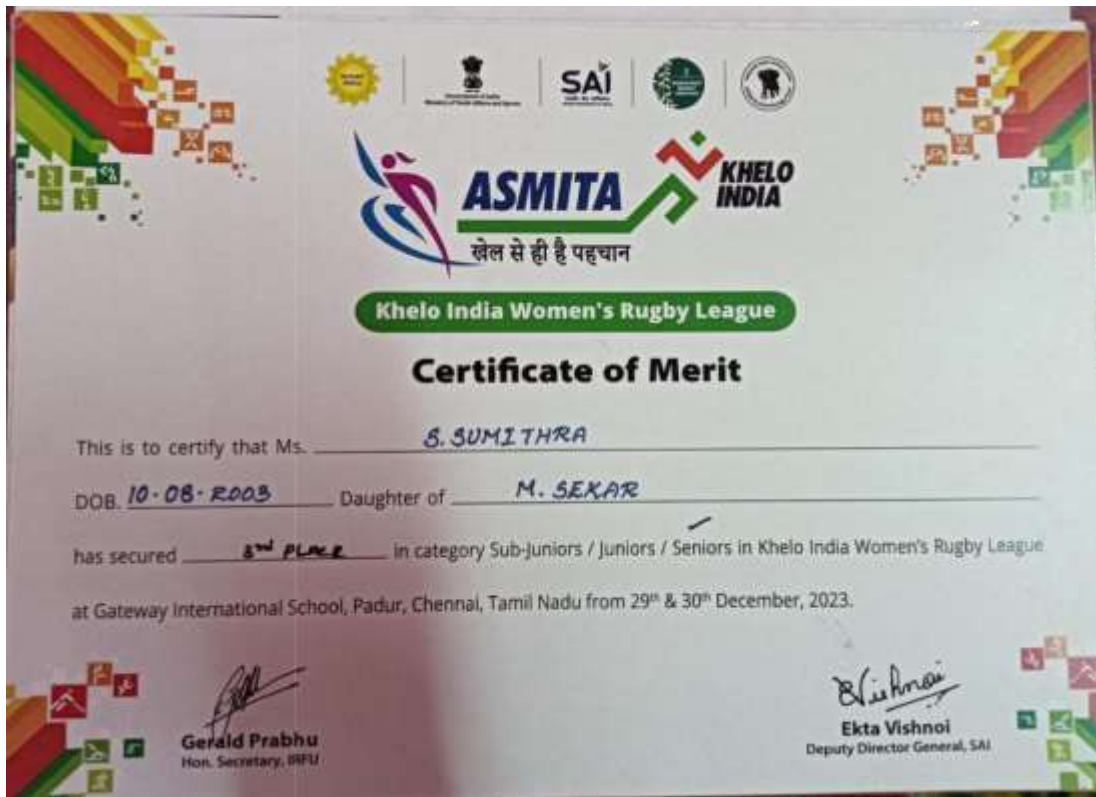 SAI
ASMITA
KHELO
INDIA
खेल से ही है पहचान
Khelo India Women's Rugby League
Certificate of Merit
This is to certify that Ms. S. SUMITHRA
DOB. 10-08-2003 Daughter of M. SEKAR
has secured 3rd PLACE in category Sub-Juniors / Juniors / Seniors in Khelo India Women's Rugby League
at Gateway International School, Padur, Chennai, Tamil Nadu from 29th & 30th December, 2023.
Vishnoi
Gerald Prabhu
Hon. Secretary, IRFU
Ekta Vishnoi
Deputy Director General, SAI